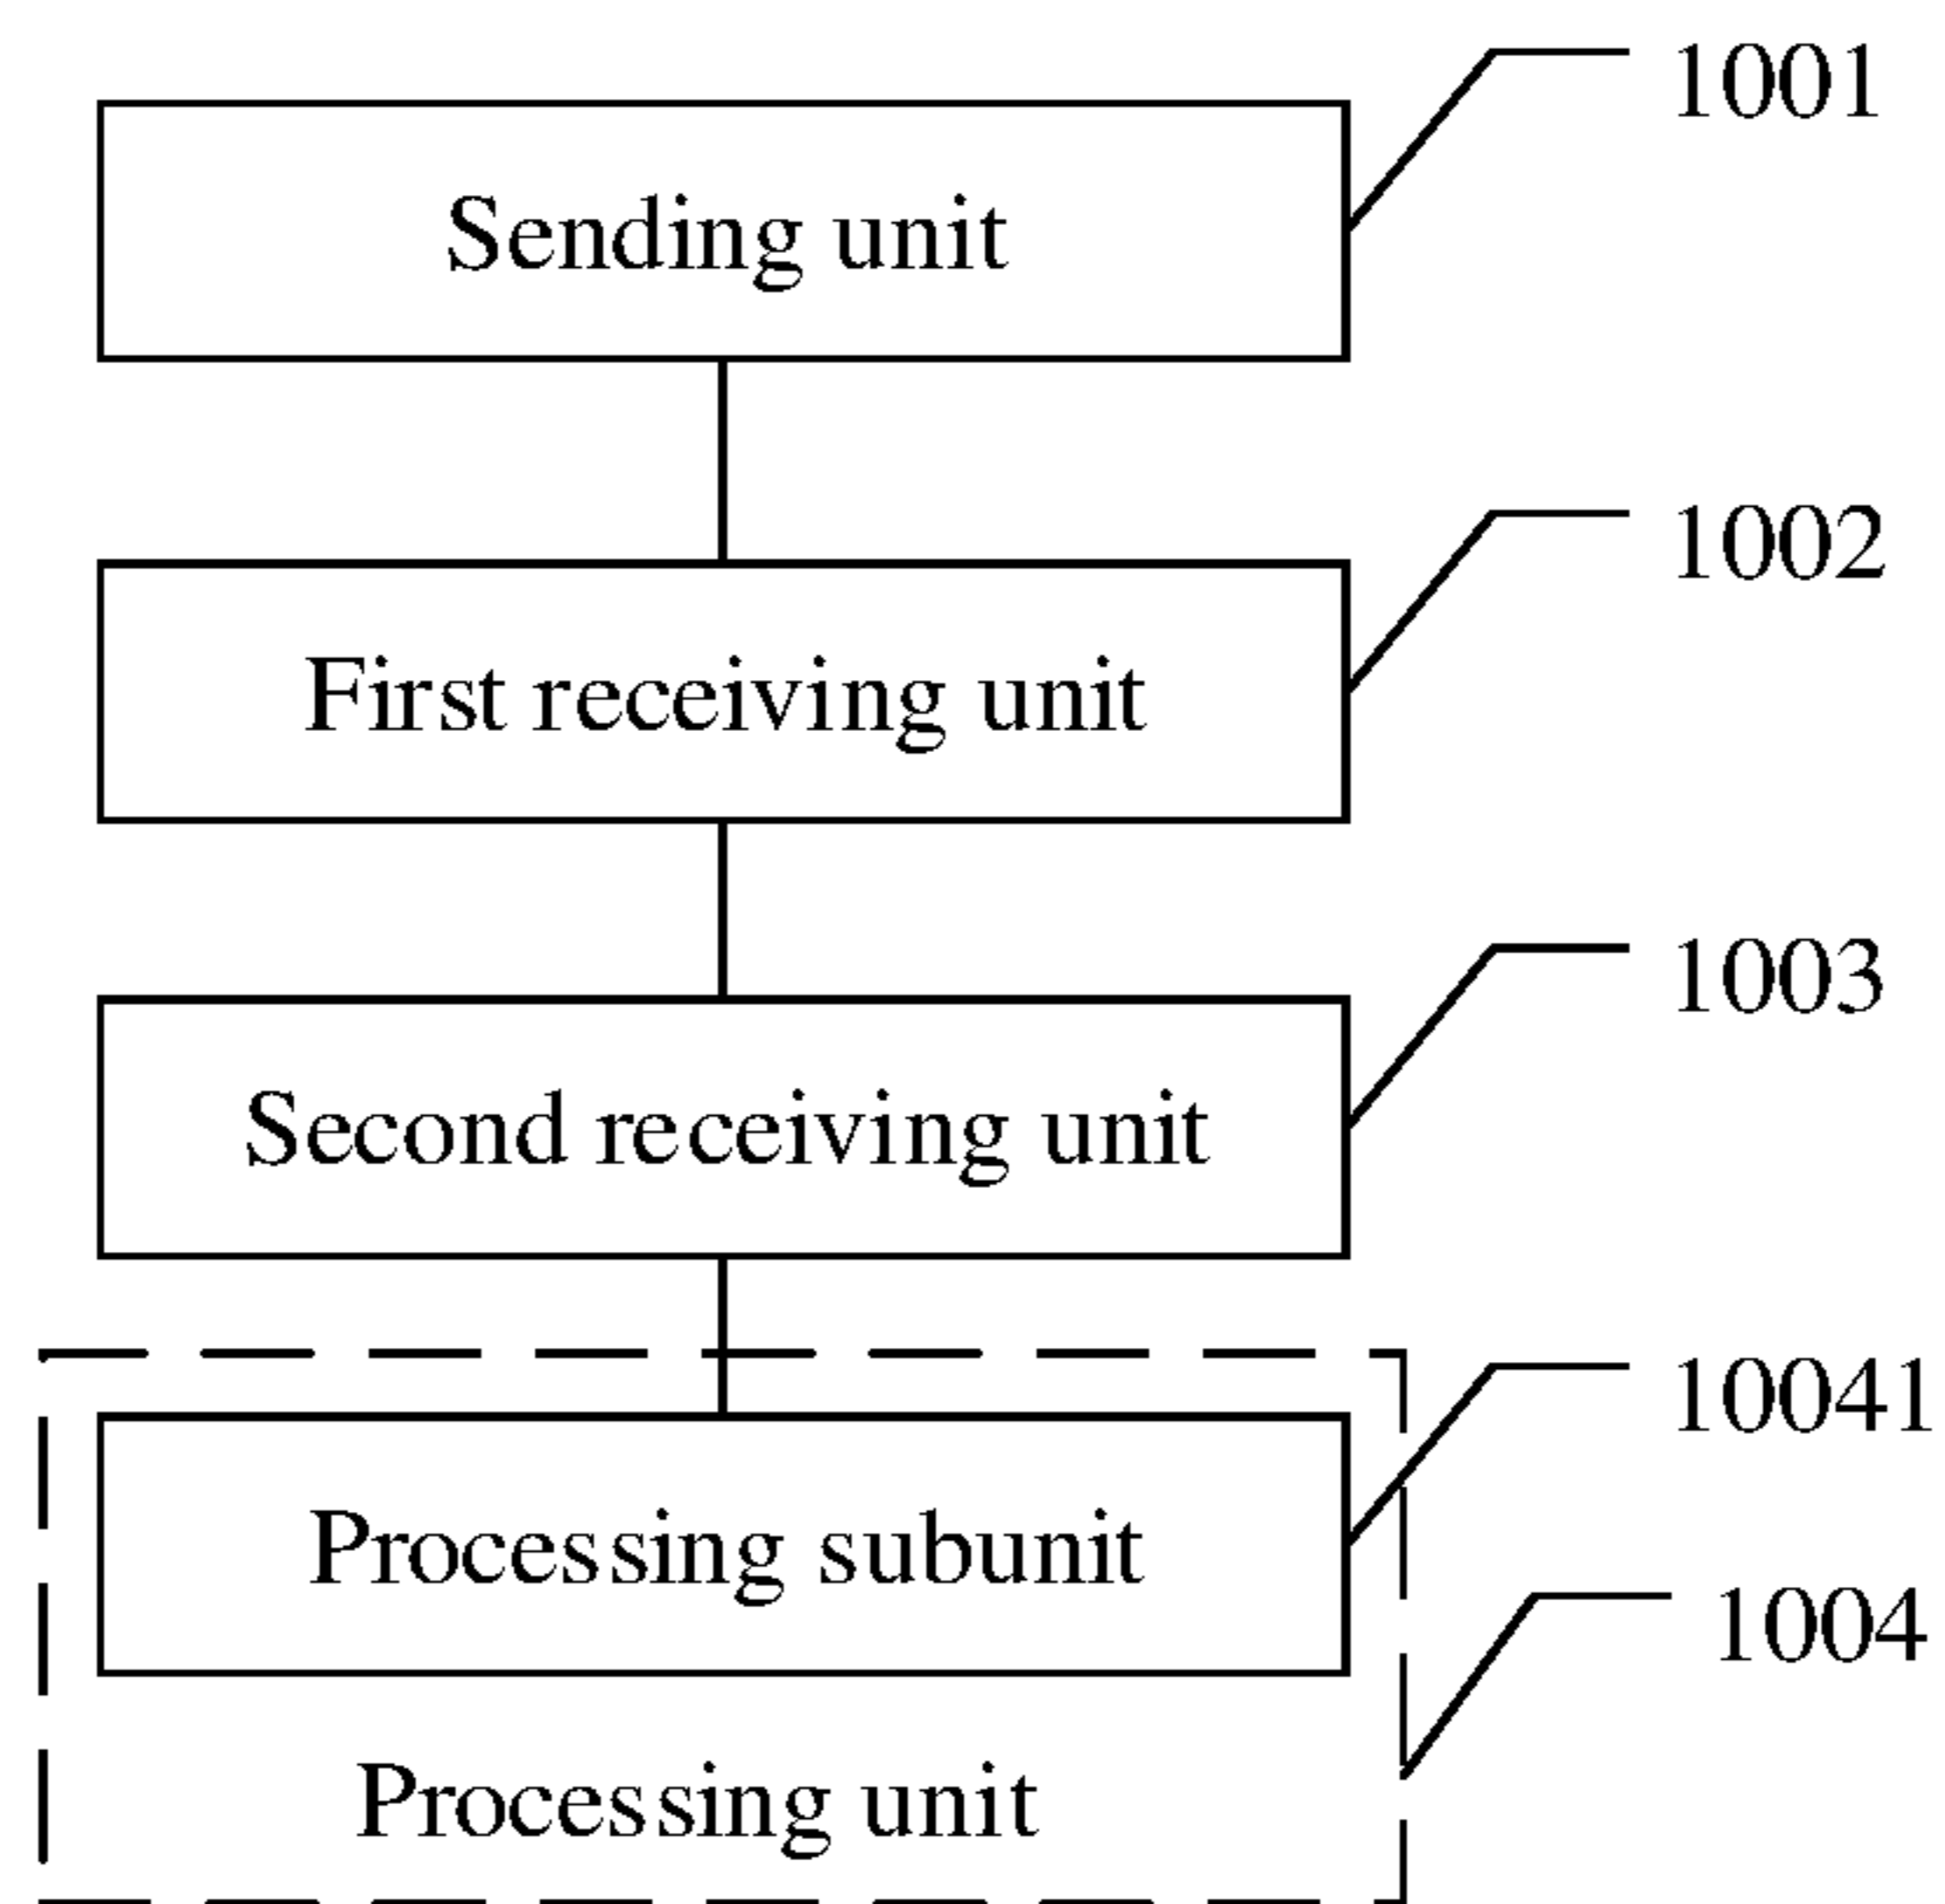 1001
Sending unit
1002
First receiving unit
1003
Second receiving unit
10041
Processing subunit
1004
Processing unit